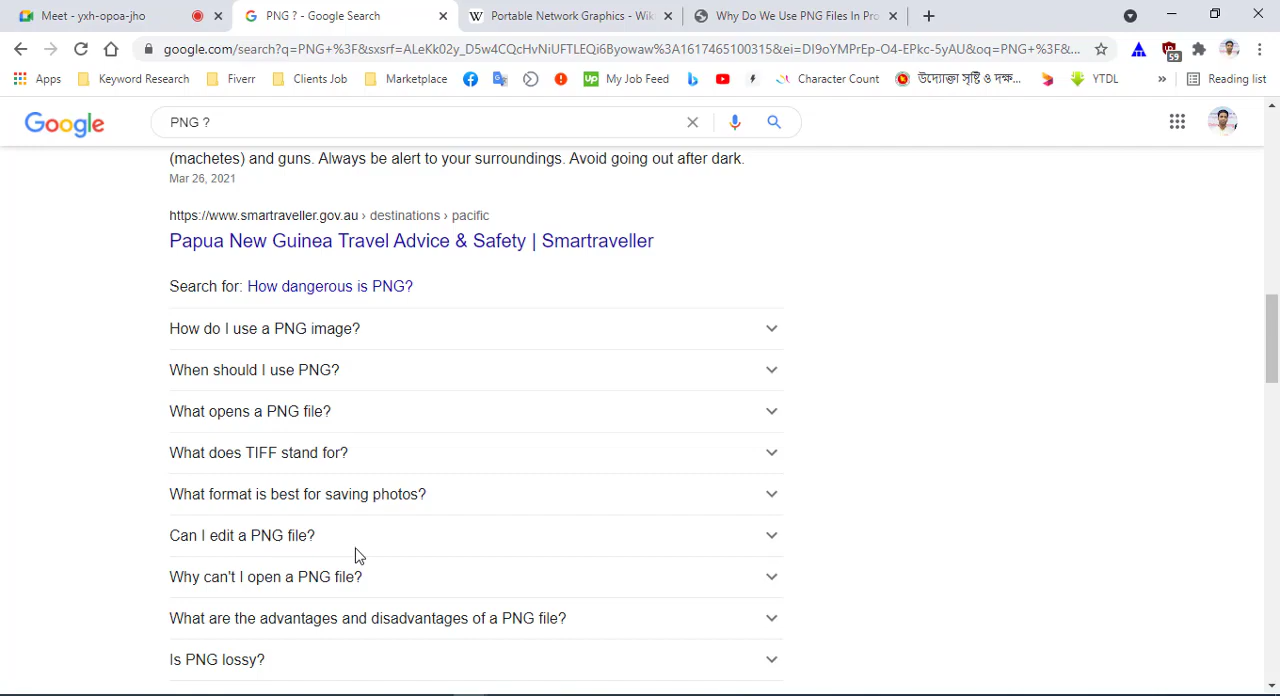 Meet - yxh-opoa-jho
PNG ? - Google Search
Portable Network Graphics - Wik
Why Do We Use PNG Files In Pro
google.com/search?q=PNG+%3F&sxsrf=ALeKk02y_D5w4CQcHvNiUFTLEQi6Byowaw%3A1617465100315&ei=DI9oYMPrEp-O4-EPkc-5yAU&oq=PNG+%3F&...
59
Apps
Keyword Research
Fiverr
Clients Job
Marketplace
Up
My Job Feed
Character Count
উদ্যোক্তা সৃষ্টি ও দক্ষ...
YTDL
»
Reading list
Google
PNG ?
(machetes) and guns. Always be alert to your surroundings. Avoid going out after dark.
Mar 26, 2021
https://www.smartraveller.gov.au › destinations › pacific
Papua New Guinea Travel Advice & Safety | Smartraveller
Search for: How dangerous is PNG?
How do I use a PNG image?
When should I use PNG?
What opens a PNG file?
What does TIFF stand for?
What format is best for saving photos?
Can I edit a PNG file?
Why can't I open a PNG file?
What are the advantages and disadvantages of a PNG file?
Is PNG lossy?